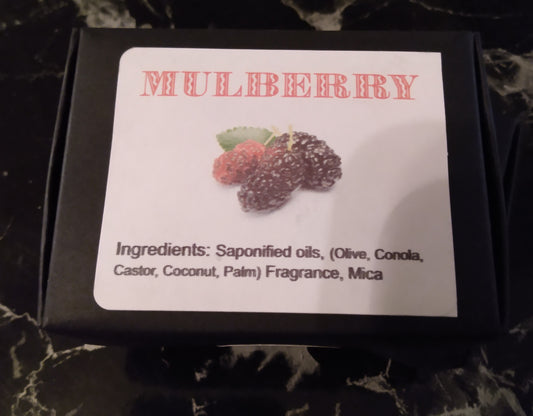 MULBERRY
Ingredients: Saponified oils, (Olive, Conola,
Castor, Coconut, Palm) Fragrance, Mica